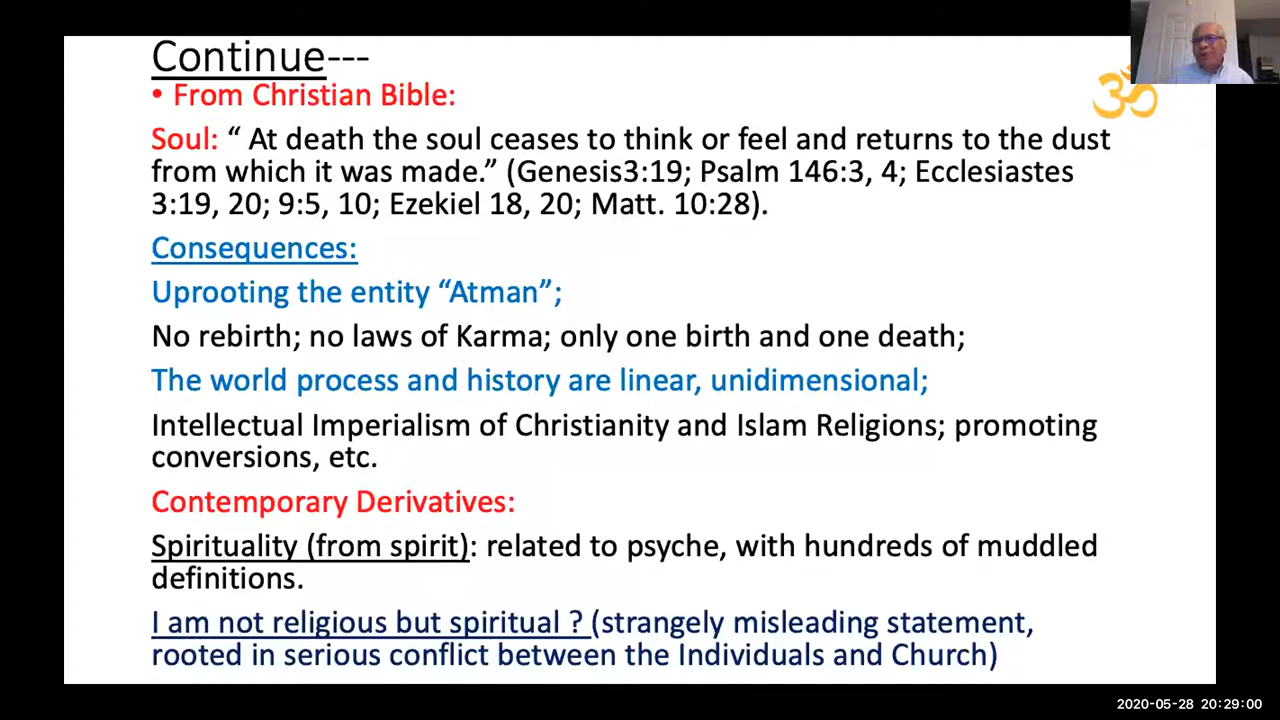 Continue---
• From Christian Bible:
Soul: “ At death the soul ceases to think or feel and returns to the dust
from which it was made.” (Genesis3:19; Psalm 146:3, 4; Ecclesiastes
3:19, 20; 9:5, 10; Ezekiel 18, 20; Matt. 10:28).
Consequences:
Uprooting the entity “Atman”;
No rebirth; no laws of Karma; only one birth and one death;
The world process and history are linear, unidimensional;
Intellectual Imperialism of Christianity and Islam Religions; promoting
conversions, etc.
Contemporary Derivatives:
Spirituality (from spirit): related to psyche, with hundreds of muddled
definitions.
I am not religious but spiritual ? (strangely misleading statement,
rooted in serious conflict between the Individuals and Church)
ॐ
2020-05-28 20:29:00